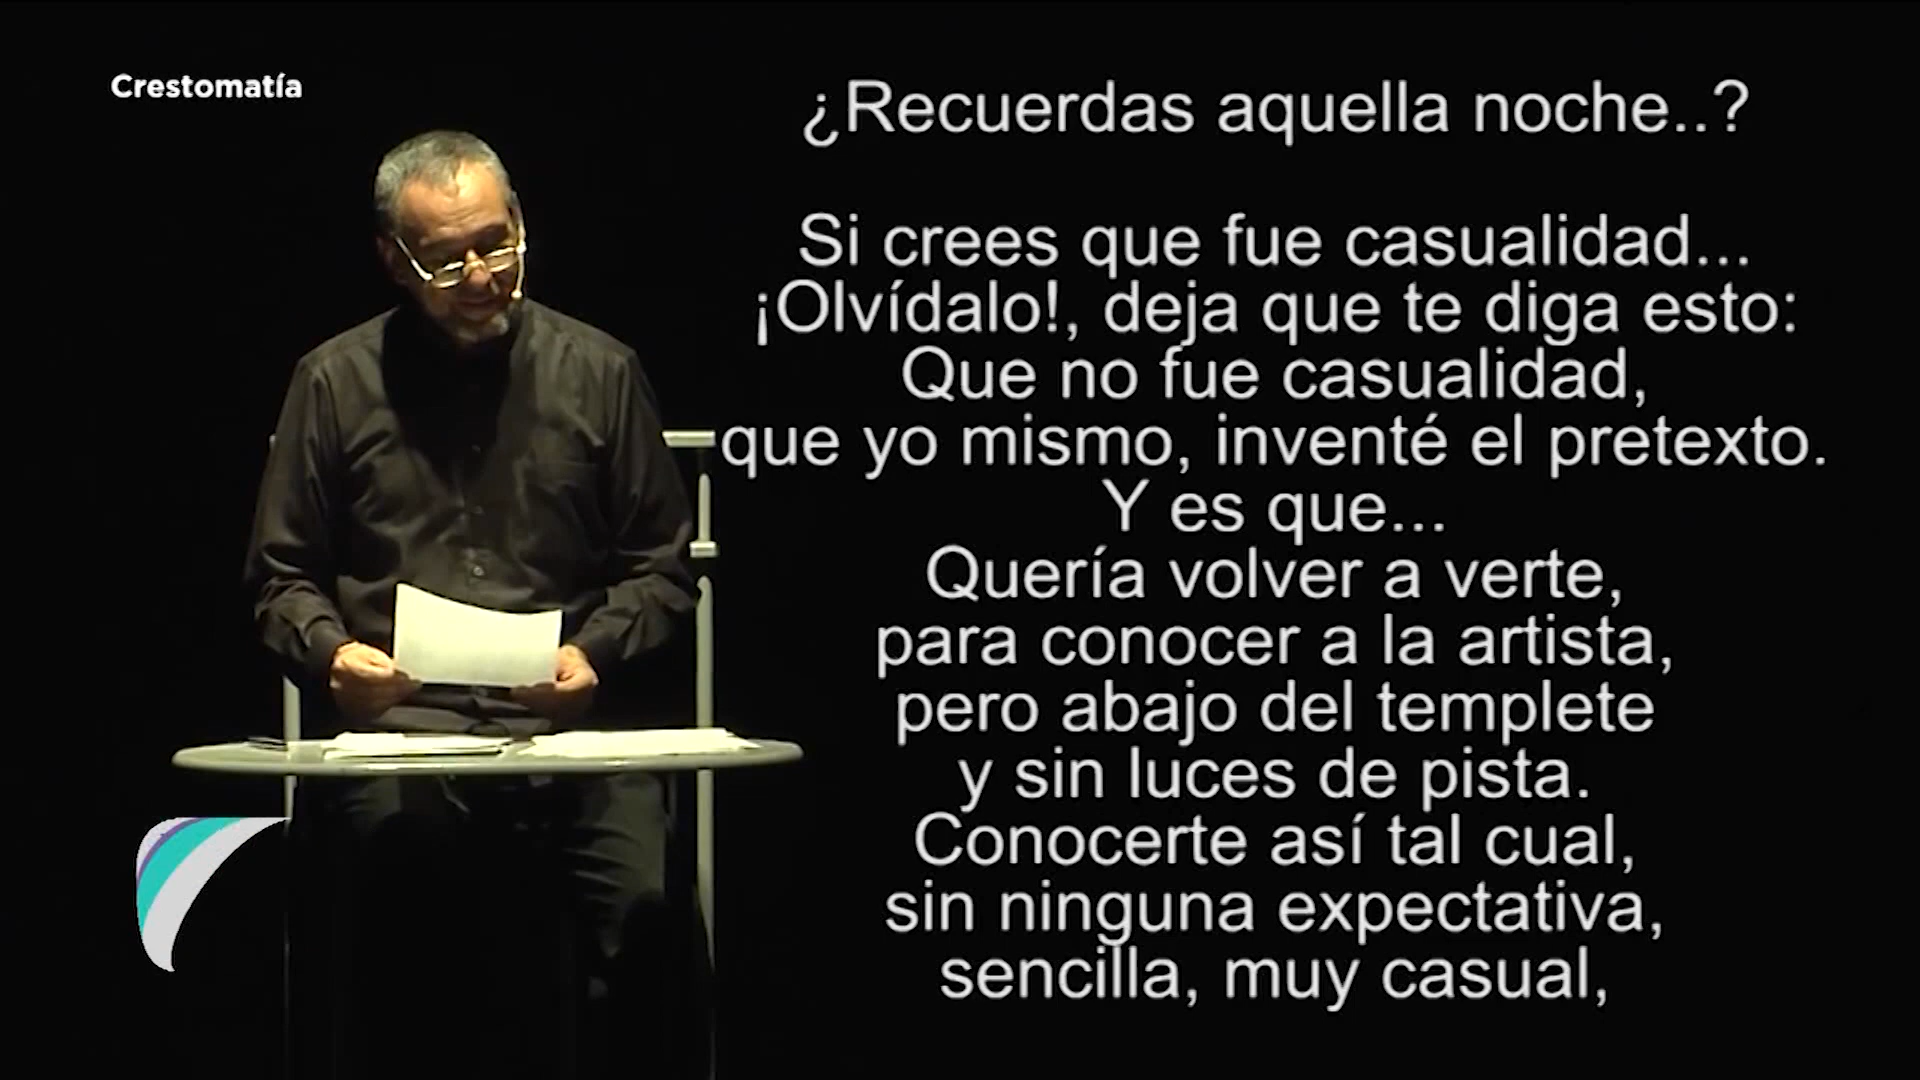 Crestomatía
¿Recuerdas aquella noche..?
Si crees que fue casualidad...
¡Olvídalo!, deja que te diga esto:
Que no fue casualidad,
que yo mismo, inventé el pretexto.
Y es que...
Quería volver a verte,
para conocer a la artista,
pero abajo del templete
y sin luces de pista.
Conocerte así tal cual,
sin ninguna expectativa,
sencilla, muy casual,